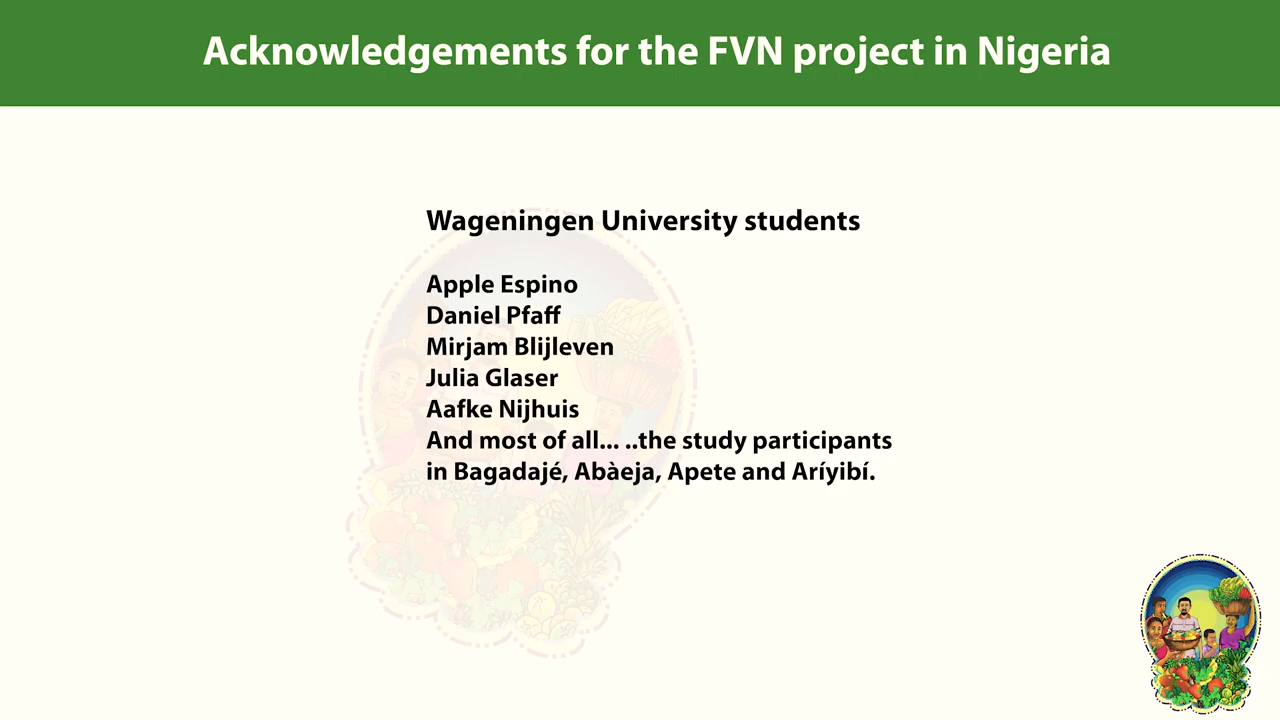 Acknowledgements for the FVN project in Nigeria
Wageningen University students
Apple Espino
Daniel Pfaff
Mirjam Blijleven
Julia Glaser
Aafke Nijhuis
And most of all... ..the study participants
in Bagadajé, Abàeja, Apete and Aríyibí.